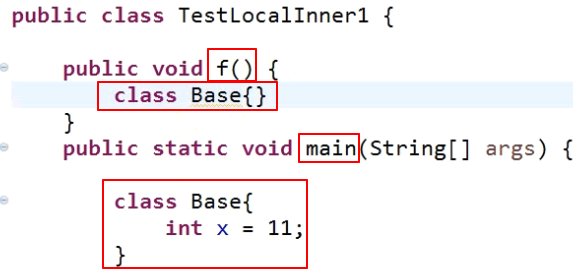 public class TestLocalInner1 {
public void f() {
class Base{}
}
public static void main(String[] args) {
class Base{
int x = 11;
}